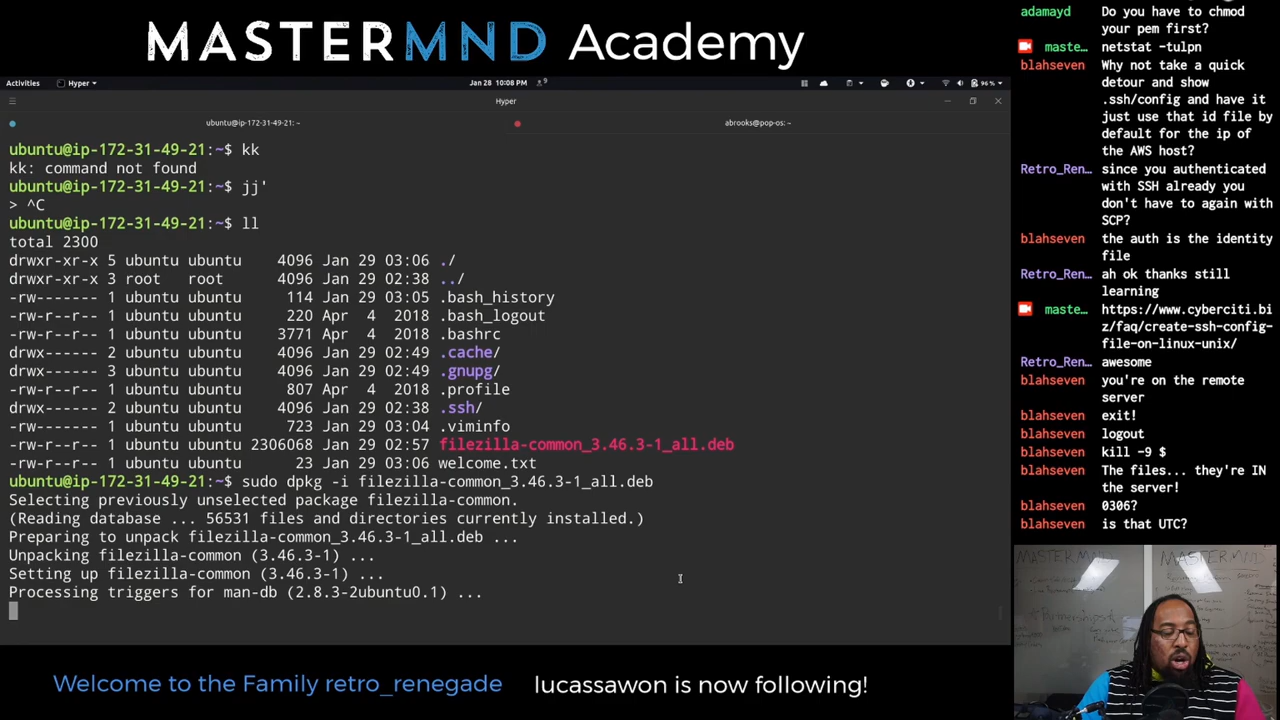 MASTERMND Academy
Activities
Hyper
Jan 28 10:08 PM
96 %
Hyper
ubuntu@ip-172-31-49-21: ~
abrooks@pop-os: ~
ubuntu@ip-172-31-49-21:~$ kk
kk: command not found
ubuntu@ip-172-31-49-21:~$ jj'
> ^C
ubuntu@ip-172-31-49-21:~$ ll
total 2300
drwxr-xr-x 5 ubuntu ubuntu    4096 Jan 29 03:06 ./
drwxr-xr-x 3 root   root      4096 Jan 29 02:38 ../
-rw------- 1 ubuntu ubuntu     114 Jan 29 03:05 .bash_history
-rw-r--r-- 1 ubuntu ubuntu     220 Apr  4  2018 .bash_logout
-rw-r--r-- 1 ubuntu ubuntu    3771 Apr  4  2018 .bashrc
drwx------ 2 ubuntu ubuntu    4096 Jan 29 02:49 .cache/
drwx------ 3 ubuntu ubuntu    4096 Jan 29 02:49 .gnupg/
-rw-r--r-- 1 ubuntu ubuntu     807 Apr  4  2018 .profile
drwx------ 2 ubuntu ubuntu    4096 Jan 29 02:38 .ssh/
-rw------- 1 ubuntu ubuntu     723 Jan 29 03:04 .viminfo
-rw-r--r-- 1 ubuntu ubuntu 2306068 Jan 29 02:57 filezilla-common_3.46.3-1_all.deb
-rw-r--r-- 1 ubuntu ubuntu      23 Jan 29 03:06 welcome.txt
ubuntu@ip-172-31-49-21:~$ sudo dpkg -i filezilla-common_3.46.3-1_all.deb
Selecting previously unselected package filezilla-common.
(Reading database ... 56531 files and directories currently installed.)
Preparing to unpack filezilla-common_3.46.3-1_all.deb ...
Unpacking filezilla-common (3.46.3-1) ...
Setting up filezilla-common (3.46.3-1) ...
Processing triggers for man-db (2.8.3-2ubuntu0.1) ...
adamayd Do you have to chmod
your pem first?
maste... netstat -tulpn
blahseven Why not take a quick
detour and show
.ssh/config and have it
just use that id file by
default for the ip of
the AWS host?
Retro_Ren... since you authenticated
with SSH already you
don't have to again with
SCP?
blahseven the auth is the identity
file
Retro_Ren... ah ok thanks still
learning
maste... https://www.cyberciti.bi
z/faq/create-ssh-config-
file-on-linux-unix/
Retro_Ren... awesome
blahseven you're on the remote
server
blahseven exit!
blahseven logout
blahseven kill -9 $
blahseven The files... they're IN
the server!
blahseven 0306?
blahseven is that UTC?
MASTERMND
MASTERMND
Welcome to the Family retro_renegade
lucassawon is now following!